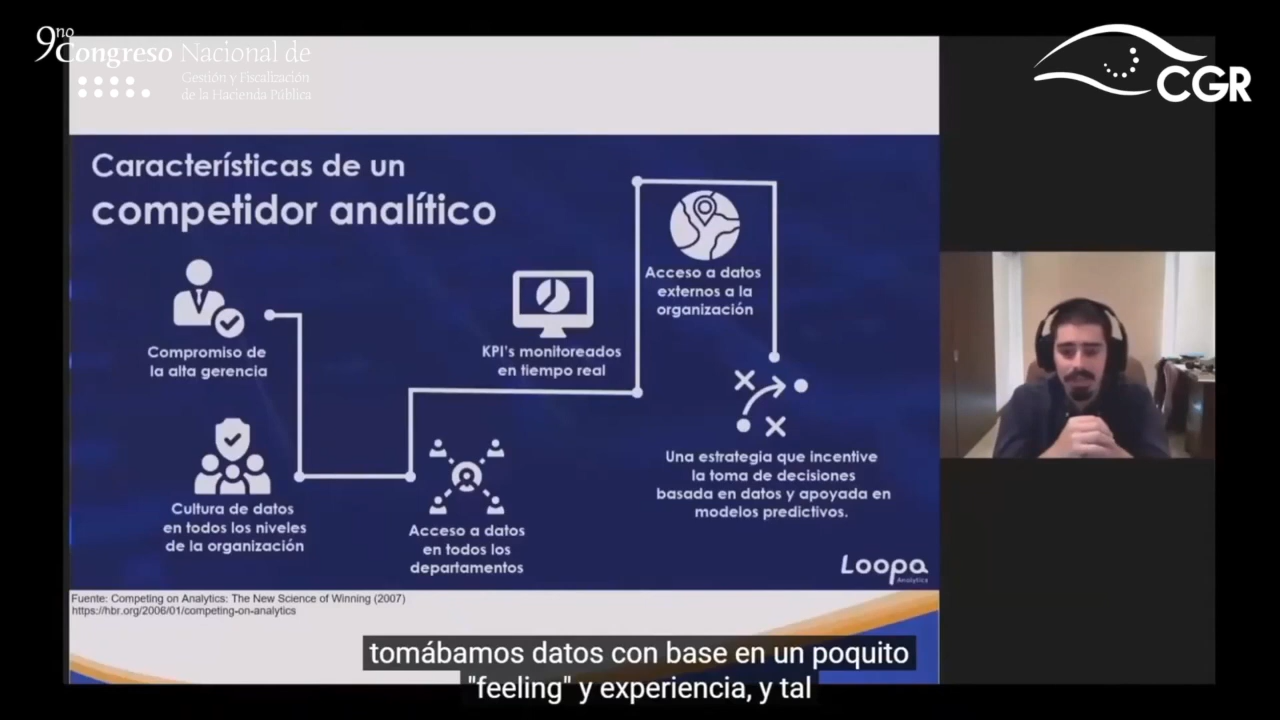 9no
Congreso Nacional de
Gestión y Fiscalización
de la Hacienda Pública
CGR
Características de un
competidor analítico
Compromiso de
la alta gerencia
Cultura de datos
en todos los niveles
de la organización
Acceso a datos
en todos los
departamentos
KPI's monitoreados
en tiempo real
Acceso a datos
externos a la
organización
Una estrategia que incentive
la toma de decisiones
basada en datos y apoyada en
modelos predictivos.
Loopa
Analytics
Fuente: Competing on Analytics: The New Science of Winning (2007)
https://hbr.org/2006/01/competing-on-analytics
tomábamos datos con base en un poquito
"feeling" y experiencia, y tal